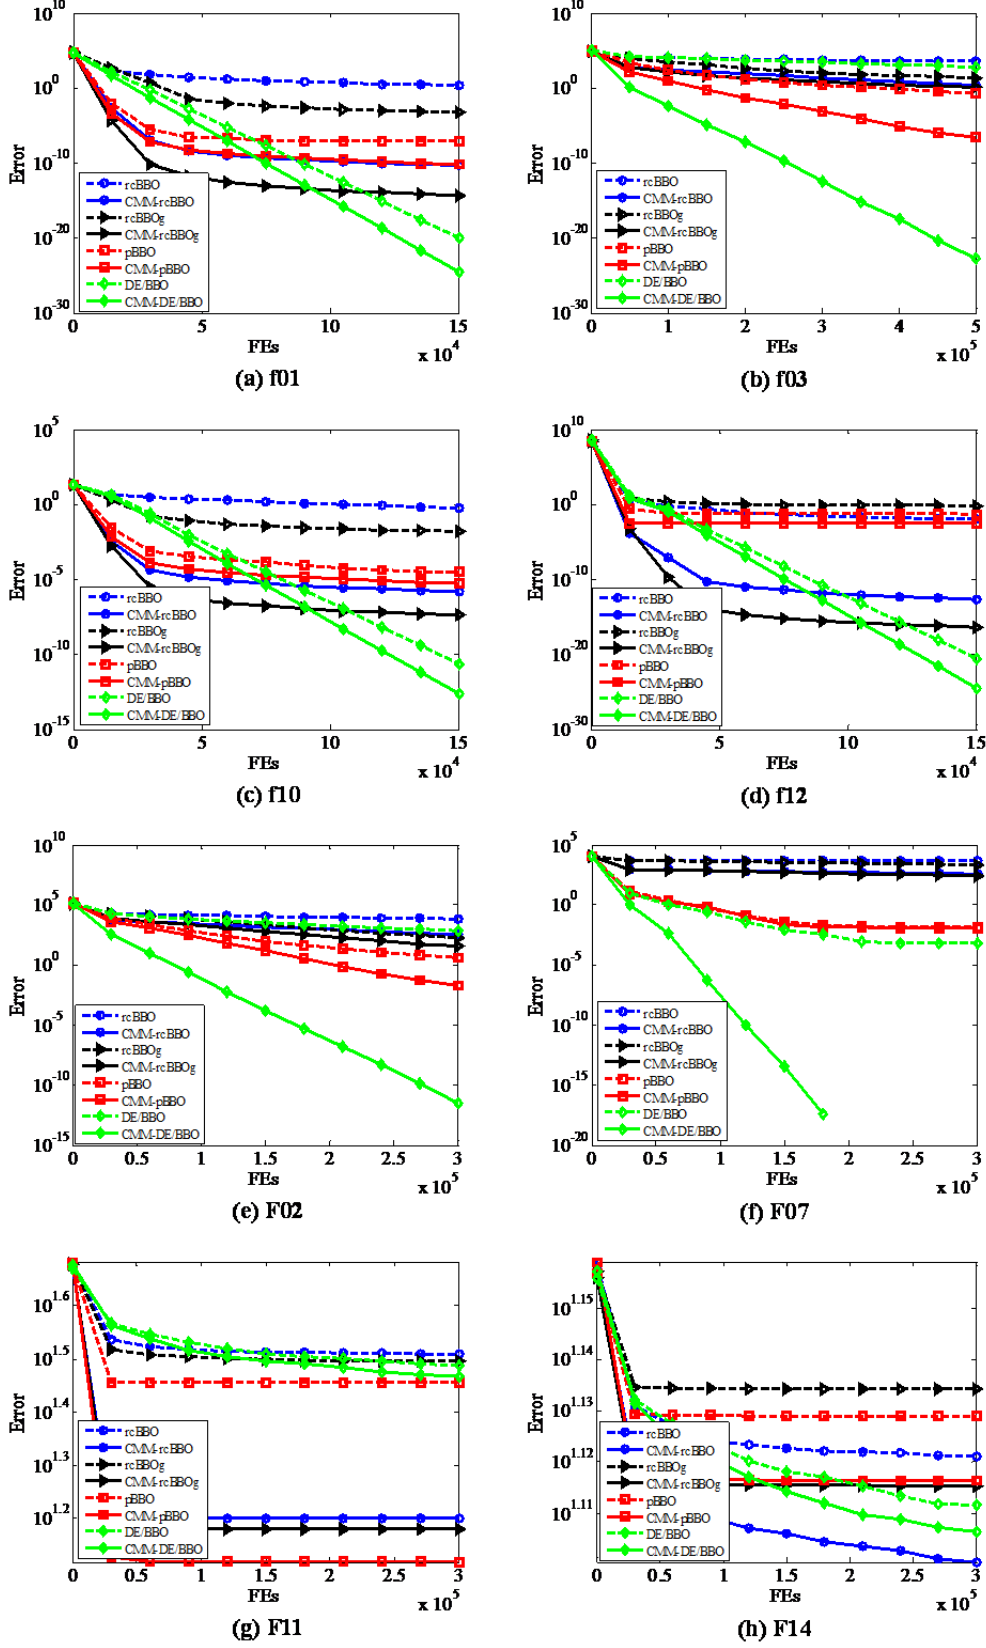 10^10
10^0
10^-10
10^-20
10^-30
Error
rcBBO
CMM-rcBBO
rcBBOg
CMM-rcBBOg
pBBO
CMM-pBBO
DE/BBO
CMM-DE/BBO
0 5 10 15
FEs
x 10^4
(a) f01
10^10
10^0
10^-10
10^-20
10^-30
Error
rcBBO
CMM-rcBBO
rcBBOg
CMM-rcBBOg
pBBO
CMM-pBBO
DE/BBO
CMM-DE/BBO
0 1 2 3 4 5
FEs
x 10^5
(b) f03
10^5
10^0
10^-5
10^-10
10^-15
Error
rcBBO
CMM-rcBBO
rcBBOg
CMM-rcBBOg
pBBO
CMM-pBBO
DE/BBO
CMM-DE/BBO
0 5 10 15
FEs
x 10^4
(c) f10
10^10
10^0
10^-10
10^-20
10^-30
Error
rcBBO
CMM-rcBBO
rcBBOg
CMM-rcBBOg
pBBO
CMM-pBBO
DE/BBO
CMM-DE/BBO
0 5 10 15
FEs
x 10^4
(d) f12
10^10
10^5
10^0
10^-5
10^-10
10^-15
Error
rcBBO
CMM-rcBBO
rcBBOg
CMM-rcBBOg
pBBO
CMM-pBBO
DE/BBO
CMM-DE/BBO
0 0.5 1 1.5 2 2.5 3
FEs
x 10^5
(e) F02
10^5
10^0
10^-5
10^-10
10^-15
10^-20
Error
rcBBO
CMM-rcBBO
rcBBOg
CMM-rcBBOg
pBBO
CMM-pBBO
DE/BBO
CMM-DE/BBO
0 0.5 1 1.5 2 2.5 3
FEs
x 10^5
(f) F07
10^1.6
10^1.5
10^1.4
10^1.3
10^1.2
Error
rcBBO
CMM-rcBBO
rcBBOg
CMM-rcBBOg
pBBO
CMM-pBBO
DE/BBO
CMM-DE/BBO
0 0.5 1 1.5 2 2.5 3
FEs
x 10^5
(g) F11
10^1.15
10^1.14
10^1.13
10^1.12
10^1.11
Error
rcBBO
CMM-rcBBO
rcBBOg
CMM-rcBBOg
pBBO
CMM-pBBO
DE/BBO
CMM-DE/BBO
0 0.5 1 1.5 2 2.5 3
FEs
x 10^5
(h) F14